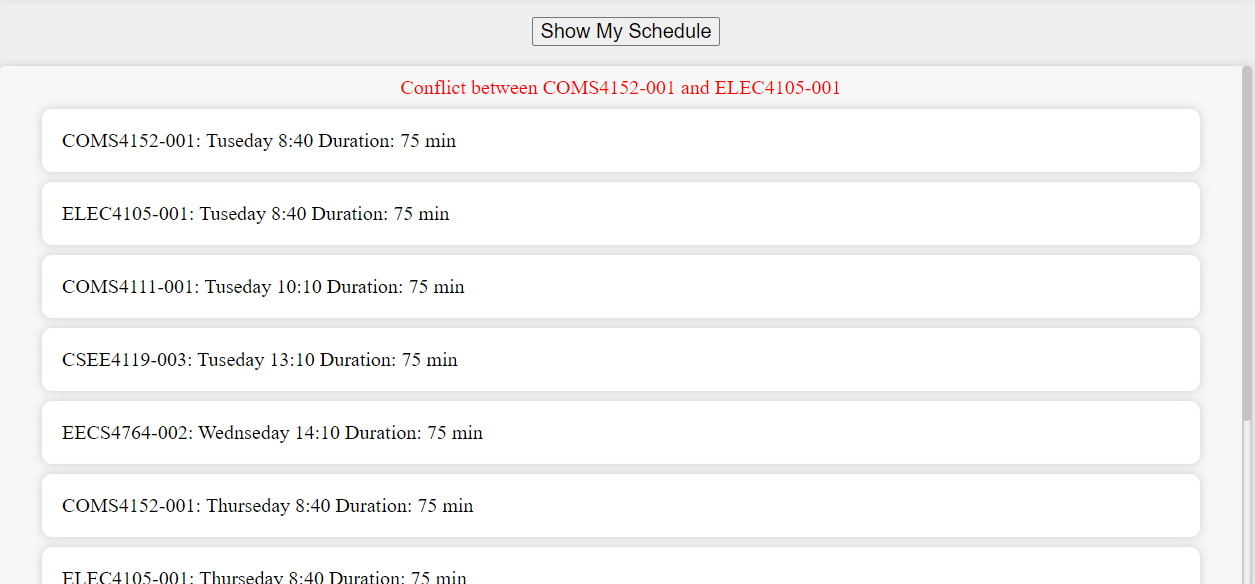 Show My Schedule
Conflict between COMS4152-001 and ELEC4105-001
COMS4152-001: Tuseday 8:40 Duration: 75 min
ELEC4105-001: Tuseday 8:40 Duration: 75 min
COMS4111-001: Tuseday 10:10 Duration: 75 min
CSEE4119-003: Tuseday 13:10 Duration: 75 min
EECS4764-002: Wednseday 14:10 Duration: 75 min
COMS4152-001: Thurseday 8:40 Duration: 75 min
ELEC4105-001: Thurseday 8:40 Duration: 75 min